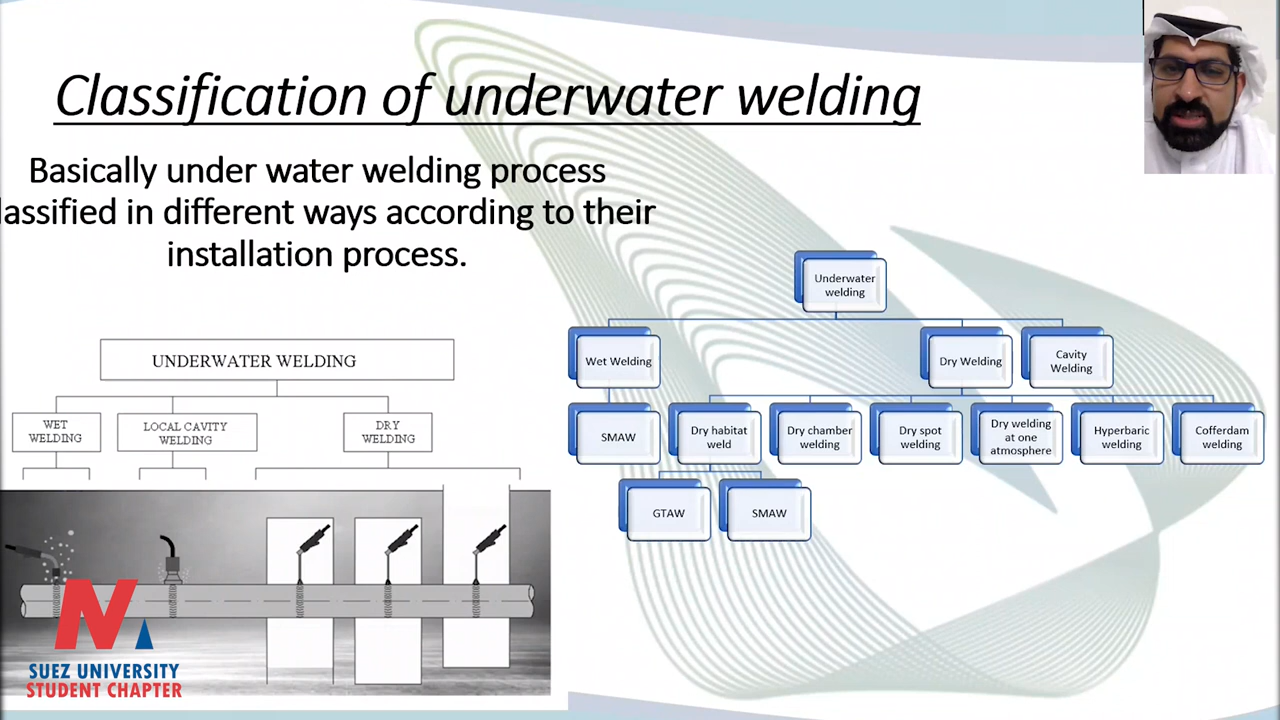 Classification of underwater welding
Basically under water welding process
lassified in different ways according to their
installation process.
UNDERWATER WELDING
WET
WELDING
LOCAL CAVITY
WELDING
DRY
WELDING
Underwater
welding
Wet Welding
Dry Welding
Cavity
Welding
SMAW
Dry habitat
weld
Dry chamber
welding
Dry spot
welding
Dry welding
at one
atmosphere
Hyperbaric
welding
Cofferdam
welding
GTAW
SMAW
SUEZ UNIVERSITY
STUDENT CHAPTER